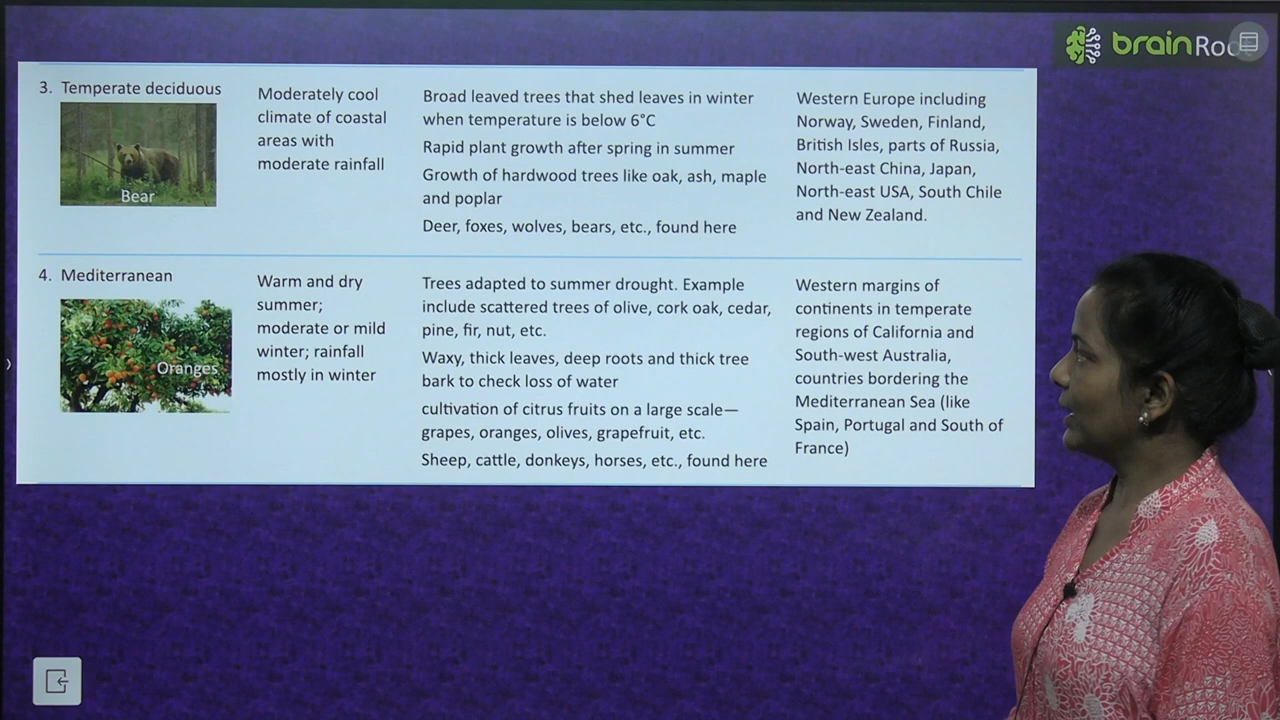 brainRoo
3. Temperate deciduous
Bear
Moderately cool
climate of coastal
areas with
moderate rainfall
Broad leaved trees that shed leaves in winter
when temperature is below 6°C
Rapid plant growth after spring in summer
Growth of hardwood trees like oak, ash, maple
and poplar
Deer, foxes, wolves, bears, etc., found here
Western Europe including
Norway, Sweden, Finland,
British Isles, parts of Russia,
North-east China, Japan,
North-east USA, South Chile
and New Zealand.
4. Mediterranean
Oranges
Warm and dry
summer;
moderate or mild
winter; rainfall
mostly in winter
Trees adapted to summer drought. Example
include scattered trees of olive, cork oak, cedar,
pine, fir, nut, etc.
Waxy, thick leaves, deep roots and thick tree
bark to check loss of water
cultivation of citrus fruits on a large scale—
grapes, oranges, olives, grapefruit, etc.
Sheep, cattle, donkeys, horses, etc., found here
Western margins of
continents in temperate
regions of California and
South-west Australia,
countries bordering the
Mediterranean Sea (like
Spain, Portugal and South of
France)